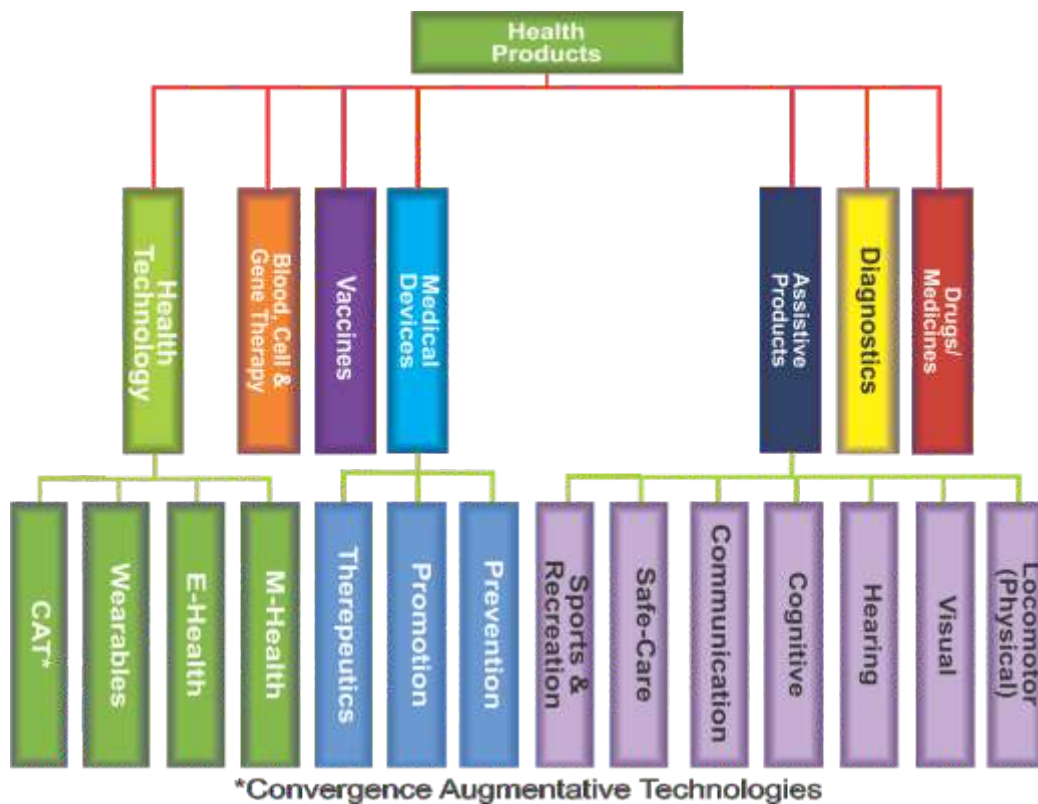 Health
Products
Health
Technology
Blood, Cell &
Gene Therapy
Vaccines
Medical
Devices
Assistive
Products
Diagnostics
Drugs/
Medicines
CAT*
Wearables
E-Health
M-Health
Therepeutics
Promotion
Prevention
Sports &
Recreation
Safe-Care
Communication
Cognitive
Hearing
Visual
Locomotor
(Physical)
*Convergence Augmentative Technologies